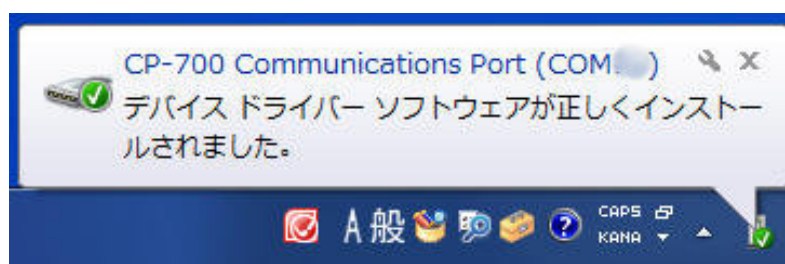 CP-700 Communications Port (COM )
デバイス ドライバー ソフトウェアが正しくインストー
ルされました。
A 般
CAPS
KANA